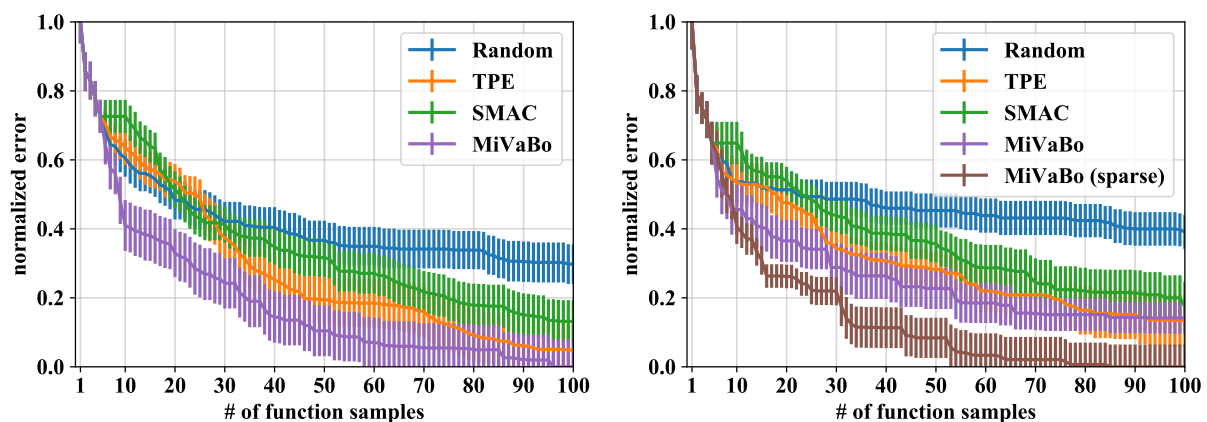 1.0
0.8
0.6
0.4
0.2
0.0
normalized error
Random
TPE
SMAC
MiVaBo
1 10 20 30 40 50 60 70 80 90 100
# of function samples
1.0
0.8
0.6
0.4
0.2
0.0
normalized error
Random
TPE
SMAC
MiVaBo
MiVaBo (sparse)
1 10 20 30 40 50 60 70 80 90 100
# of function samples